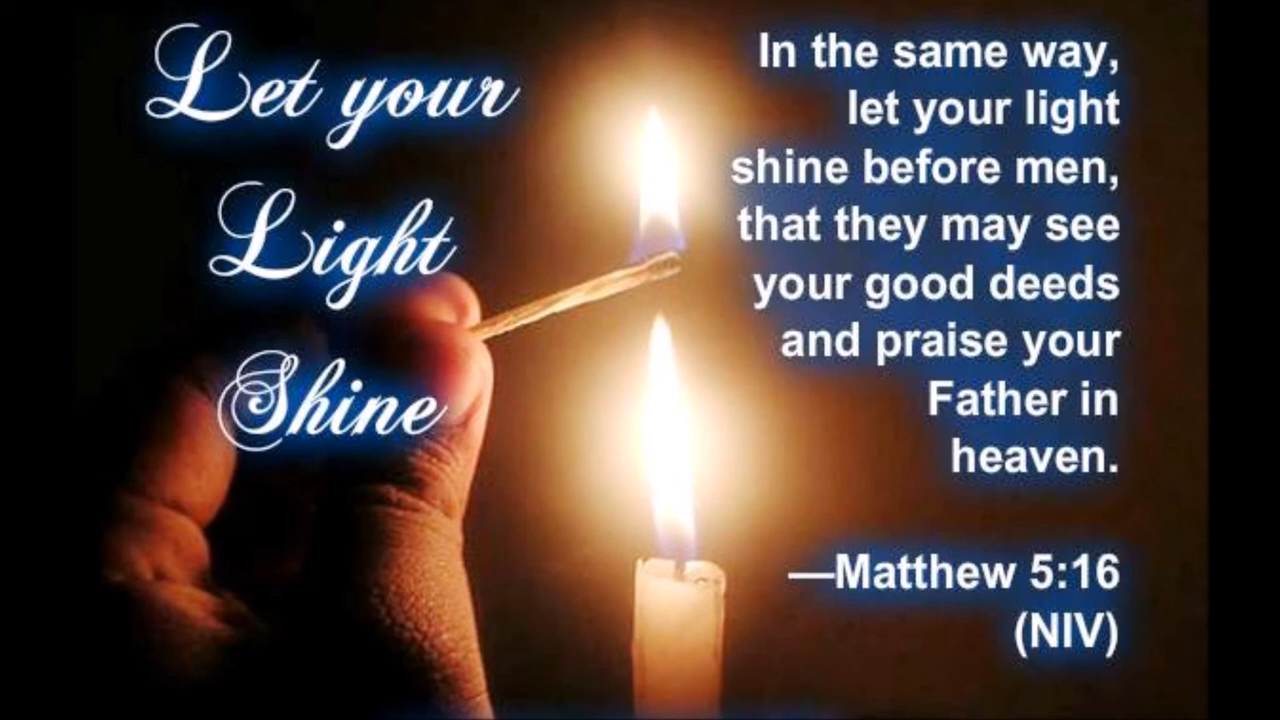 Let your
Light
Shine
In the same way,
let your light
shine before men,
that they may see
your good deeds
and praise your
Father in
heaven.
—Matthew 5:16
(NIV)